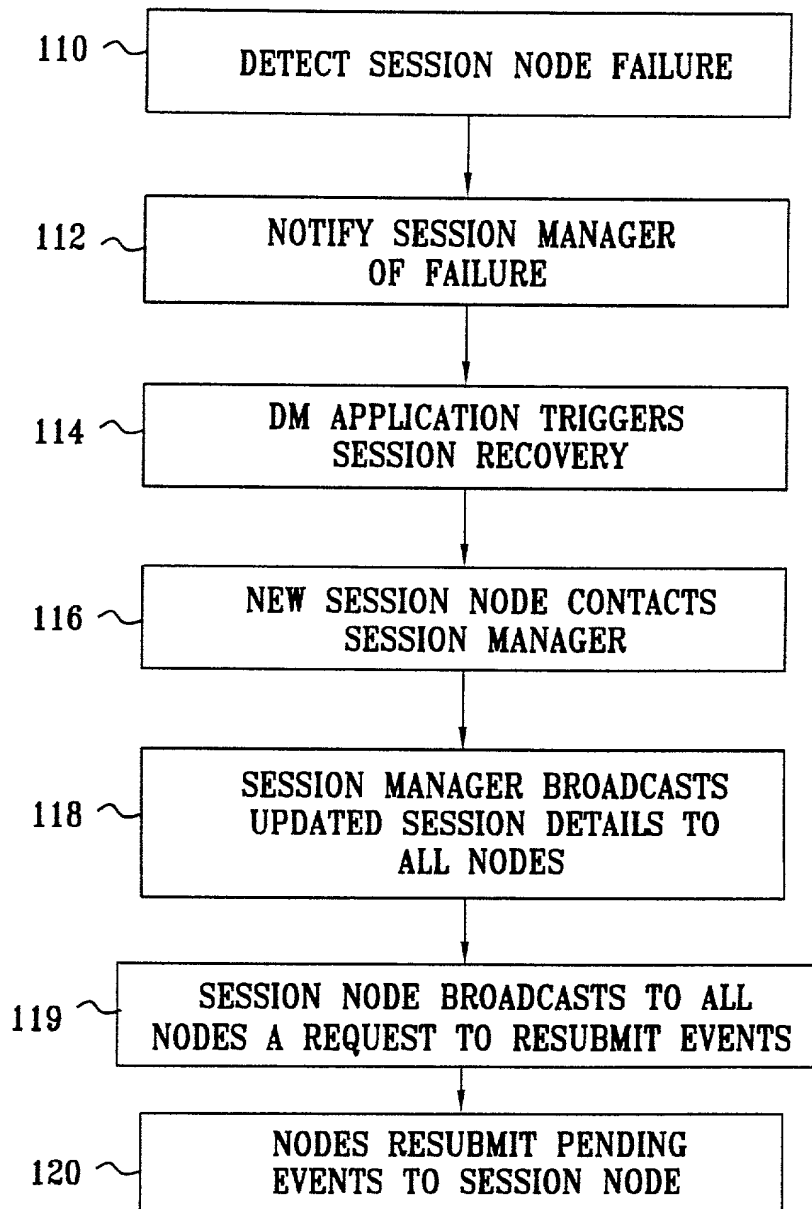 110
DETECT SESSION NODE FAILURE
112
NOTIFY SESSION MANAGER
OF FAILURE
114
DM APPLICATION TRIGGERS
SESSION RECOVERY
116
NEW SESSION NODE CONTACTS
SESSION MANAGER
118
SESSION MANAGER BROADCASTS
UPDATED SESSION DETAILS TO
ALL NODES
119
SESSION NODE BROADCASTS TO ALL
NODES A REQUEST TO RESUBMIT EVENTS
120
NODES RESUBMIT PENDING
EVENTS TO SESSION NODE